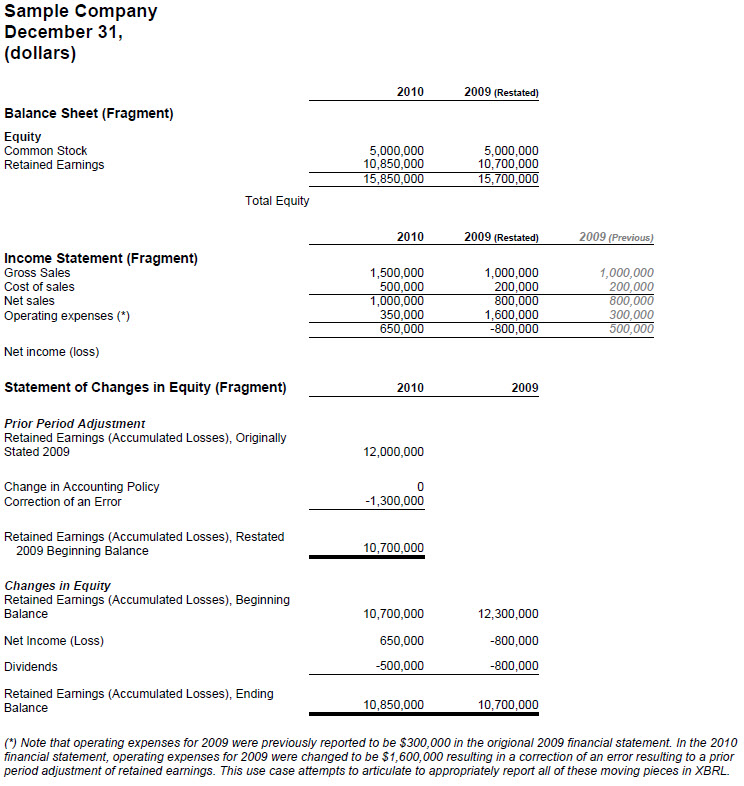 Sample Company
December 31,
(dollars)
2010 2009 (Restated)
Balance Sheet (Fragment)
Equity
Common Stock 5,000,000 5,000,000
Retained Earnings 10,850,000 10,700,000
15,850,000 15,700,000
Total Equity
2010 2009 (Restated) 2009 (Previous)
Income Statement (Fragment)
Gross Sales 1,500,000 1,000,000 1,000,000
Cost of sales 500,000 200,000 200,000
Net sales 1,000,000 800,000 800,000
Operating expenses (*) 350,000 1,600,000 300,000
650,000 -800,000 500,000
Net income (loss)
Statement of Changes in Equity (Fragment) 2010 2009
Prior Period Adjustment
Retained Earnings (Accumulated Losses), Originally
Stated 2009 12,000,000
Change in Accounting Policy 0
Correction of an Error -1,300,000
Retained Earnings (Accumulated Losses), Restated
2009 Beginning Balance 10,700,000
Changes in Equity
Retained Earnings (Accumulated Losses), Beginning
Balance 10,700,000 12,300,000
Net Income (Loss) 650,000 -800,000
Dividends -500,000 -800,000
Retained Earnings (Accumulated Losses), Ending
Balance 10,850,000 10,700,000
(*) Note that operating expenses for 2009 were previously reported to be $300,000 in the origional 2009 financial statement. In the 2010
financial statement, operating expenses for 2009 were changed to be $1,600,000 resulting in a correction of an error resulting to a prior
period adjustment of retained earnings. This use case attempts to articulate to appropriately report all of these moving pieces in XBRL.